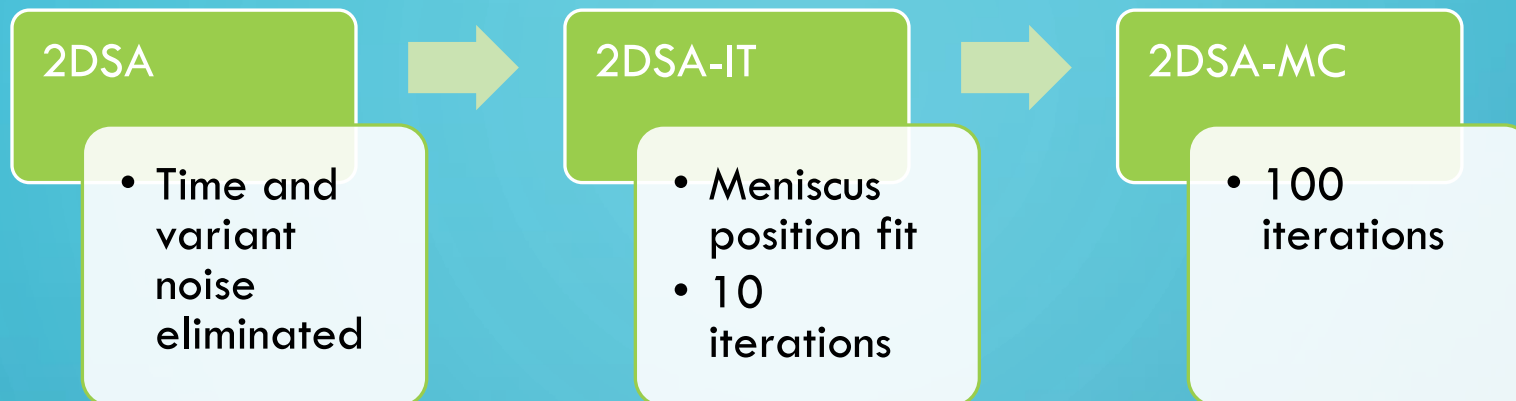 2DSA
• Time and
variant
noise
eliminated
2DSA-IT
• Meniscus
position fit
• 10
iterations
2DSA-MC
• 100
iterations